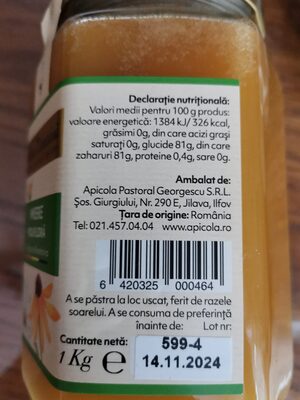 Declarație nutrițională:
Valori medii pentru 100 g produs:
valoare energetică: 1384 kJ/ 326 kcal,
grăsimi 0g, din care acizi grași
saturați 0g, glucide 81g, din care
zaharuri 81g, proteine 0,4g, sare 0g.
Ambalat de:
Apicola Pastoral Georgescu S.R.L.
Șos. Giurgiului, Nr. 290 E, Jilava, Ilfov
Țara de origine: România
Tel: 021.457.04.04 www.apicola.ro
6 420325 000464
A se păstra la loc uscat, ferit de razele
soarelui. A se consuma de preferință
înainte de: Lot nr:
Cantitate netă:
1 Kg e
599-4
14.11.2024